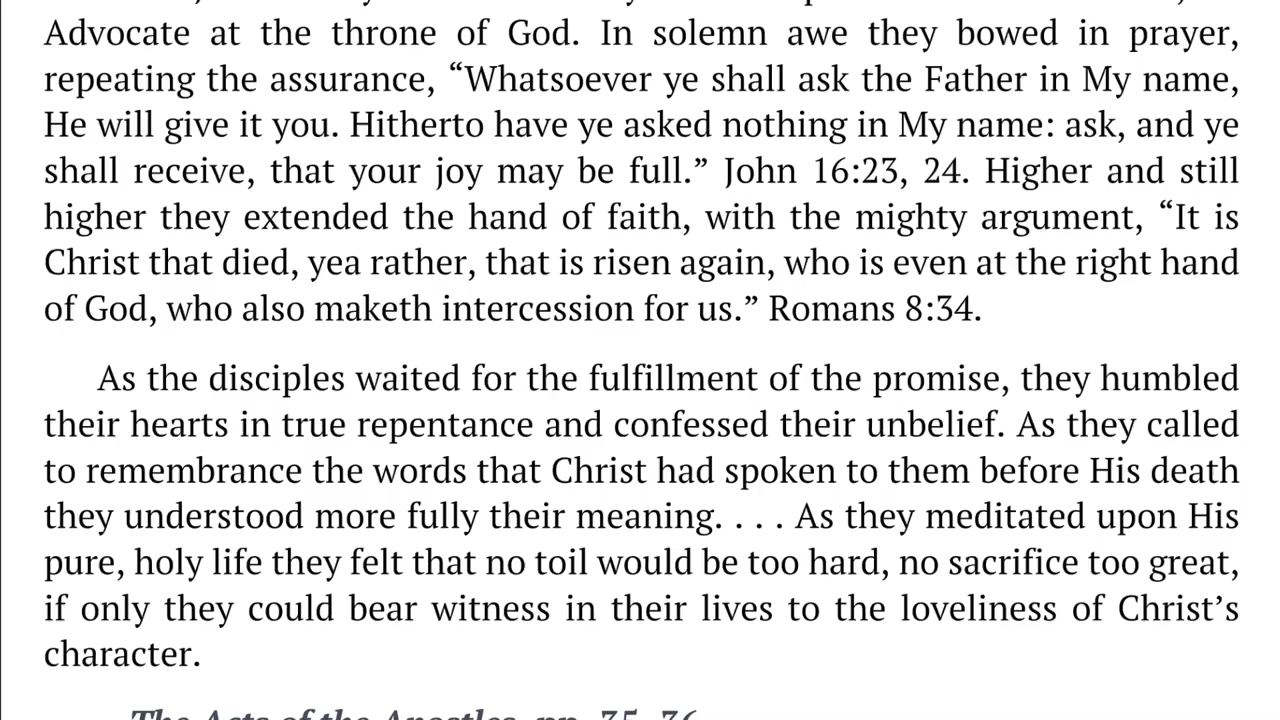 Advocate at the throne of God. In solemn awe they bowed in prayer,
repeating the assurance, “Whatsoever ye shall ask the Father in My name,
He will give it you. Hitherto have ye asked nothing in My name: ask, and ye
shall receive, that your joy may be full.” John 16:23, 24. Higher and still
higher they extended the hand of faith, with the mighty argument, “It is
Christ that died, yea rather, that is risen again, who is even at the right hand
of God, who also maketh intercession for us.” Romans 8:34.
As the disciples waited for the fulfillment of the promise, they humbled
their hearts in true repentance and confessed their unbelief. As they called
to remembrance the words that Christ had spoken to them before His death
they understood more fully their meaning. . . . As they meditated upon His
pure, holy life they felt that no toil would be too hard, no sacrifice too great,
if only they could bear witness in their lives to the loveliness of Christ’s
character.
The Acts of the Apostles, pp. 35, 36